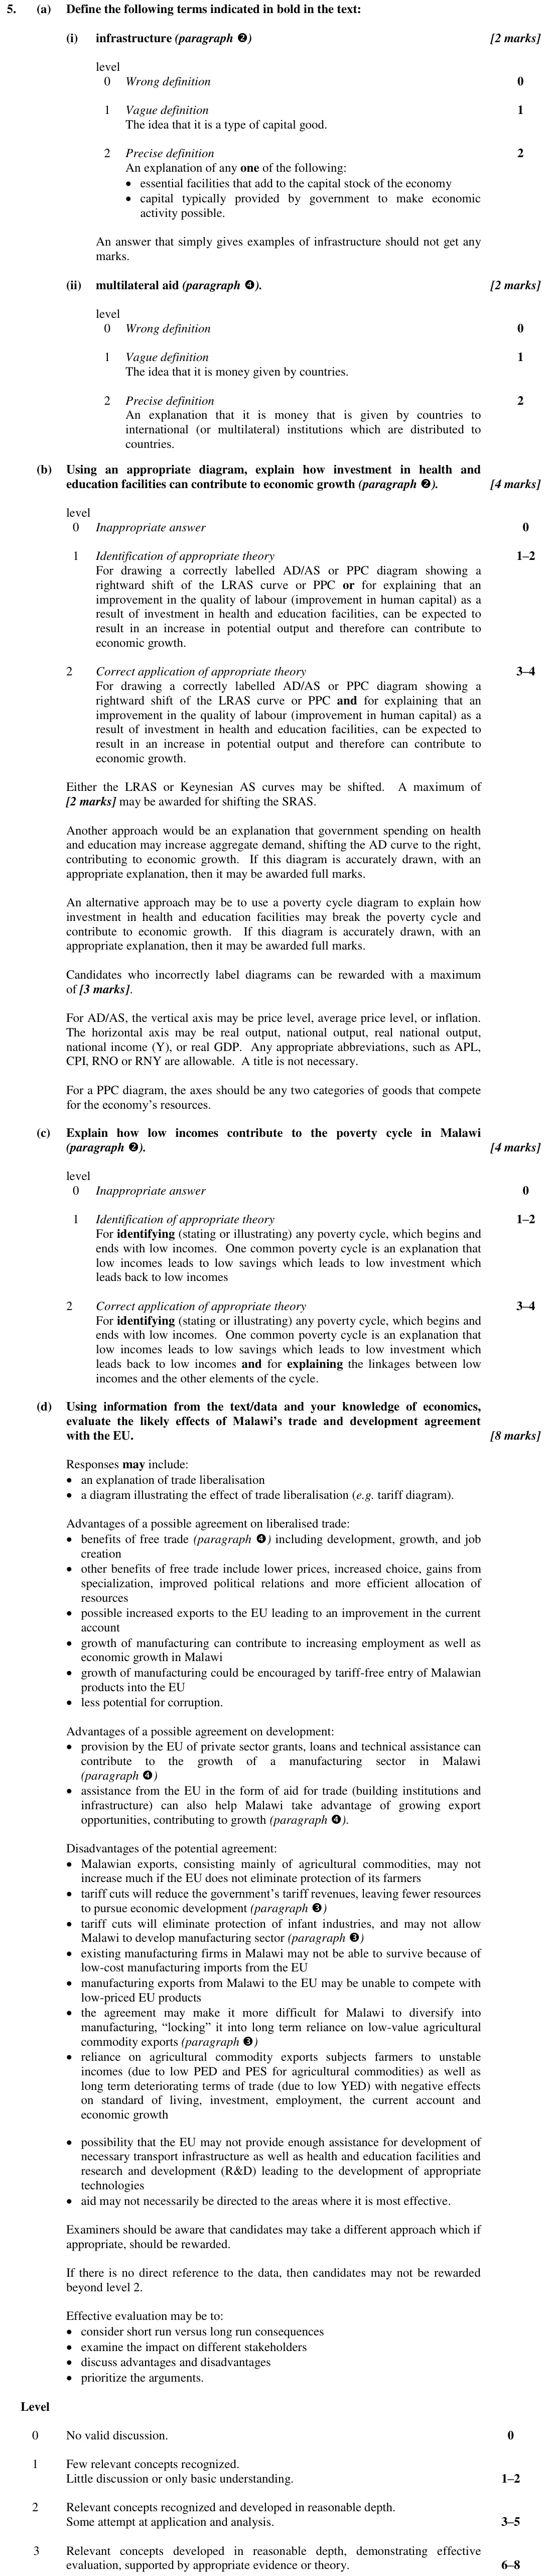 5. (a) Define the following terms indicated in bold in the text:
(i) infrastructure (paragraph ❷) [2 marks]
level
0 Wrong definition 0
1 Vague definition 1
The idea that it is a type of capital good.
2 Precise definition 2
An explanation of any one of the following:
• essential facilities that add to the capital stock of the economy
• capital typically provided by government to make economic
activity possible.
An answer that simply gives examples of infrastructure should not get any
marks.
(ii) multilateral aid (paragraph ❹). [2 marks]
level
0 Wrong definition 0
1 Vague definition 1
The idea that it is money given by countries.
2 Precise definition 2
An explanation that it is money that is given by countries to
international (or multilateral) institutions which are distributed to
countries.
(b) Using an appropriate diagram, explain how investment in health and
education facilities can contribute to economic growth (paragraph ❷). [4 marks]
level
0 Inappropriate answer 0
1 Identification of appropriate theory 1–2
For drawing a correctly labelled AD/AS or PPC diagram showing a
rightward shift of the LRAS curve or PPC or for explaining that an
improvement in the quality of labour (improvement in human capital) as a
result of investment in health and education facilities, can be expected to
result in an increase in potential output and therefore can contribute to
economic growth.
2 Correct application of appropriate theory 3–4
For drawing a correctly labelled AD/AS or PPC diagram showing a
rightward shift of the LRAS curve or PPC and for explaining that an
improvement in the quality of labour (improvement in human capital) as a
result of investment in health and education facilities, can be expected to
result in an increase in potential output and therefore can contribute to
economic growth.
Either the LRAS or Keynesian AS curves may be shifted. A maximum of
[2 marks] may be awarded for shifting the SRAS.
Another approach would be an explanation that government spending on health
and education may increase aggregate demand, shifting the AD curve to the right,
contributing to economic growth. If this diagram is accurately drawn, with an
appropriate explanation, then it may be awarded full marks.
An alternative approach may be to use a poverty cycle diagram to explain how
investment in health and education facilities may break the poverty cycle and
contribute to economic growth. If this diagram is accurately drawn, with an
appropriate explanation, then it may be awarded full marks.
Candidates who incorrectly label diagrams can be rewarded with a maximum
of [3 marks].
For AD/AS, the vertical axis may be price level, average price level, or inflation.
The horizontal axis may be real output, national output, real national output,
national income (Y), or real GDP. Any appropriate abbreviations, such as APL,
CPI, RNO or RNY are allowable. A title is not necessary.
For a PPC diagram, the axes should be any two categories of goods that compete
for the economy's resources.
(c) Explain how low incomes contribute to the poverty cycle in Malawi
(paragraph ❷). [4 marks]
level
0 Inappropriate answer 0
1 Identification of appropriate theory 1–2
For identifying (stating or illustrating) any poverty cycle, which begins and
ends with low incomes. One common poverty cycle is an explanation that
low incomes leads to low savings which leads to low investment which
leads back to low incomes
2 Correct application of appropriate theory 3–4
For identifying (stating or illustrating) any poverty cycle, which begins and
ends with low incomes. One common poverty cycle is an explanation that
low incomes leads to low savings which leads to low investment which
leads back to low incomes and for explaining the linkages between low
incomes and the other elements of the cycle.
(d) Using information from the text/data and your knowledge of economics,
evaluate the likely effects of Malawi's trade and development agreement
with the EU. [8 marks]
Responses may include:
• an explanation of trade liberalisation
• a diagram illustrating the effect of trade liberalisation (e.g. tariff diagram).
Advantages of a possible agreement on liberalised trade:
• benefits of free trade (paragraph ❹) including development, growth, and job
creation
• other benefits of free trade include lower prices, increased choice, gains from
specialization, improved political relations and more efficient allocation of
resources
• possible increased exports to the EU leading to an improvement in the current
account
• growth of manufacturing can contribute to increasing employment as well as
economic growth in Malawi
• growth of manufacturing could be encouraged by tariff-free entry of Malawian
products into the EU
• less potential for corruption.
Advantages of a possible agreement on development:
• provision by the EU of private sector grants, loans and technical assistance can
contribute to the growth of a manufacturing sector in Malawi
(paragraph ❹)
• assistance from the EU in the form of aid for trade (building institutions and
infrastructure) can also help Malawi take advantage of growing export
opportunities, contributing to growth (paragraph ❹).
Disadvantages of the potential agreement:
• Malawian exports, consisting mainly of agricultural commodities, may not
increase much if the EU does not eliminate protection of its farmers
• tariff cuts will reduce the government's tariff revenues, leaving fewer resources
to pursue economic development (paragraph ❸)
• tariff cuts will eliminate protection of infant industries, and may not allow
Malawi to develop manufacturing sector (paragraph ❸)
• existing manufacturing firms in Malawi may not be able to survive because of
low-cost manufacturing imports from the EU
• manufacturing exports from Malawi to the EU may be unable to compete with
low-priced EU products
• the agreement may make it more difficult for Malawi to diversify into
manufacturing, “locking” it into long term reliance on low-value agricultural
commodity exports (paragraph ❸)
• reliance on agricultural commodity exports subjects farmers to unstable
incomes (due to low PED and PES for agricultural commodities) as well as
long term deteriorating terms of trade (due to low YED) with negative effects
on standard of living, investment, employment, the current account and
economic growth
• possibility that the EU may not provide enough assistance for development of
necessary transport infrastructure as well as health and education facilities and
research and development (R&D) leading to the development of appropriate
technologies
• aid may not necessarily be directed to the areas where it is most effective.
Examiners should be aware that candidates may take a different approach which if
appropriate, should be rewarded.
If there is no direct reference to the data, then candidates may not be rewarded
beyond level 2.
Effective evaluation may be to:
• consider short run versus long run consequences
• examine the impact on different stakeholders
• discuss advantages and disadvantages
• prioritize the arguments.
Level
0 No valid discussion. 0
1 Few relevant concepts recognized.
Little discussion or only basic understanding. 1–2
2 Relevant concepts recognized and developed in reasonable depth.
Some attempt at application and analysis. 3–5
3 Relevant concepts developed in reasonable depth, demonstrating effective
evaluation, supported by appropriate evidence or theory. 6–8